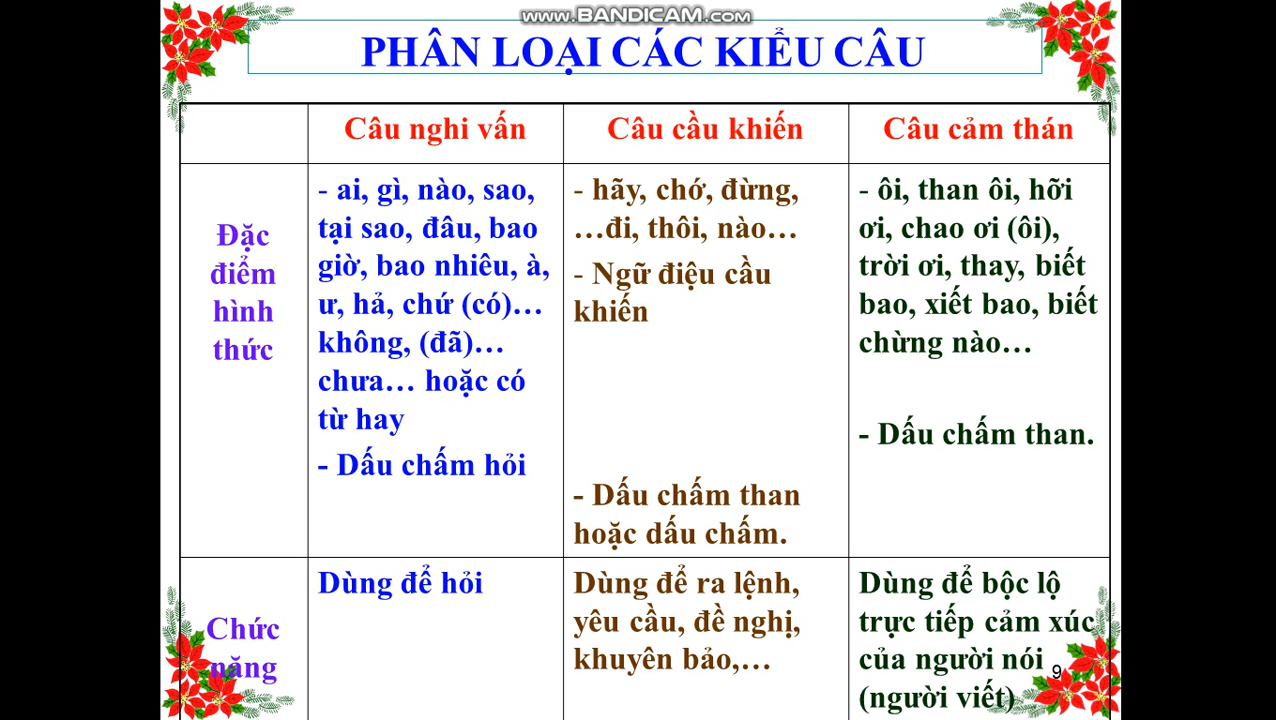 www.BANDICAM.com
PHÂN LOẠI CÁC KIỂU CÂU
Câu nghi vấn
Câu cầu khiến
Câu cảm thán
Đặc
điểm
hình
thức
- ai, gì, nào, sao,
tại sao, đâu, bao
giờ, bao nhiêu, à,
ư, hả, chứ (có)…
không, (đã)…
chưa… hoặc có
từ hay
- Dấu chấm hỏi
- hãy, chớ, đừng,
…đi, thôi, nào…
- Ngữ điệu cầu
khiến
- Dấu chấm than
hoặc dấu chấm.
- ôi, than ôi, hỡi
ơi, chao ơi (ôi),
trời ơi, thay, biết
bao, xiết bao, biết
chừng nào…
- Dấu chấm than.
Chức
năng
Dùng để hỏi
Dùng để ra lệnh,
yêu cầu, đề nghị,
khuyên bảo,…
Dùng để bộc lộ
trực tiếp cảm xúc
của người nói
(người viết)
9